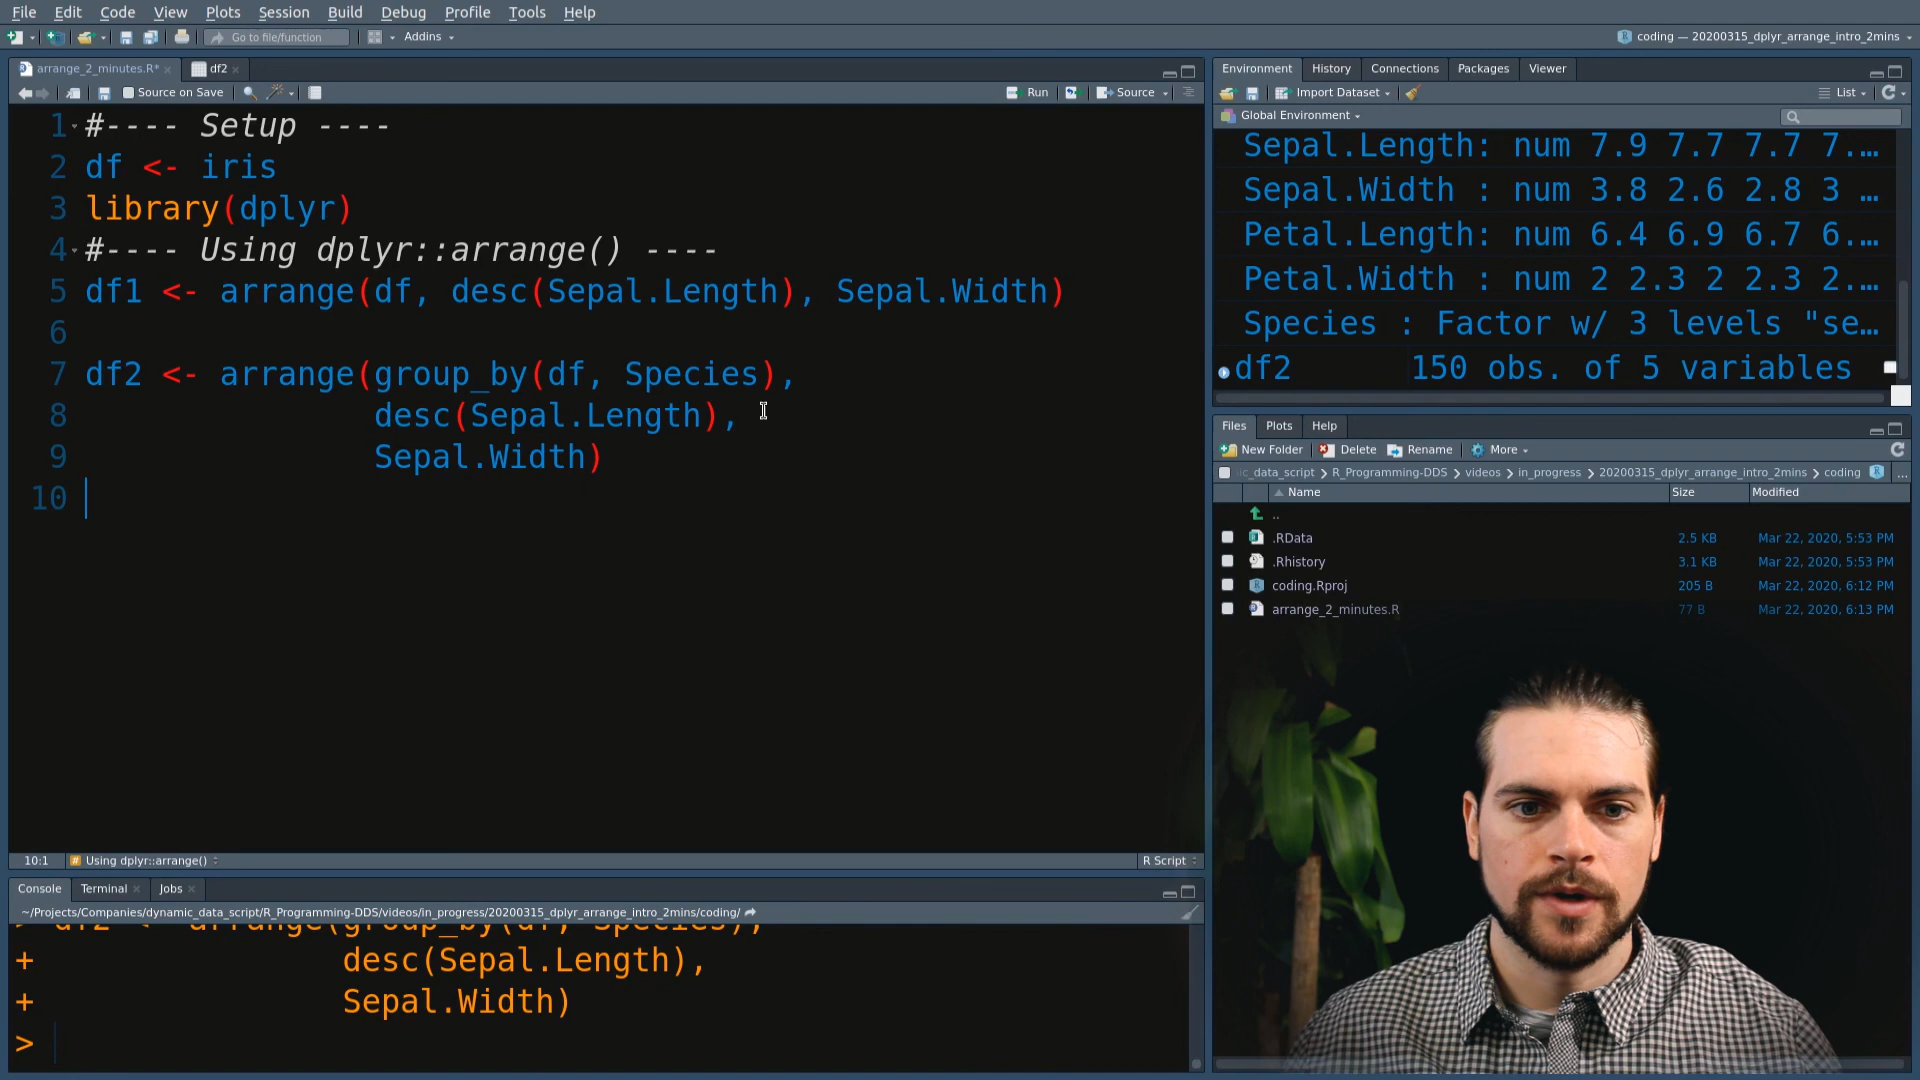 File Edit Code View Plots Session Build Debug Profile Tools Help
Go to file/function Addins coding — 20200315_dplyr_arrange_intro_2mins
arrange_2_minutes.R* df2
Source on Save Run Source
1 #---- Setup ----
2 df <- iris
3 library(dplyr)
4 #---- Using dplyr::arrange() ----
5 df1 <- arrange(df, desc(Sepal.Length), Sepal.Width)
6
7 df2 <- arrange(group_by(df, Species),
8 desc(Sepal.Length),
9 Sepal.Width)
10
10:1 Using dplyr::arrange() R Script
Console Terminal Jobs
~/Projects/Companies/dynamic_data_script/R_Programming-DDS/videos/in_progress/20200315_dplyr_arrange_intro_2mins/coding/
> df2 <- arrange(group_by(df, Species),
+ desc(Sepal.Length),
+ Sepal.Width)
>
Environment History Connections Packages Viewer
Import Dataset List
Global Environment
Sepal.Length: num 7.9 7.7 7.7 7.…
Sepal.Width : num 3.8 2.6 2.8 3 …
Petal.Length: num 6.4 6.9 6.7 6.…
Petal.Width : num 2 2.3 2 2.3 2.…
Species : Factor w/ 3 levels "se…
df2 150 obs. of 5 variables
Files Plots Help
New Folder Delete Rename More
ic_data_script R_Programming-DDS videos in_progress 20200315_dplyr_arrange_intro_2mins coding ...
Name Size Modified
..
.RData 2.5 KB Mar 22, 2020, 5:53 PM
.Rhistory 3.1 KB Mar 22, 2020, 5:53 PM
coding.Rproj 205 B Mar 22, 2020, 6:12 PM
arrange_2_minutes.R 77 B Mar 22, 2020, 6:13 PM